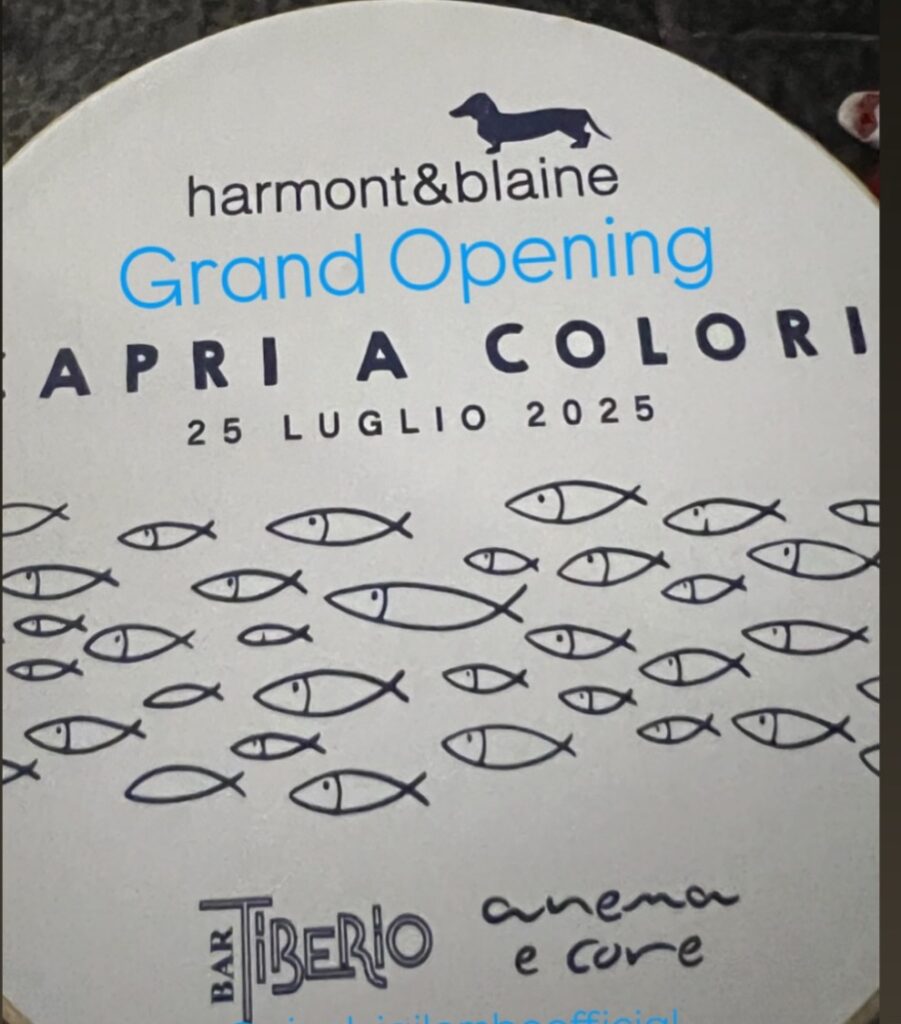 harmont&blaine
Grand Opening
APRI A COLORI
25 LUGLIO 2025
BAR TIBERIO
anema
e core